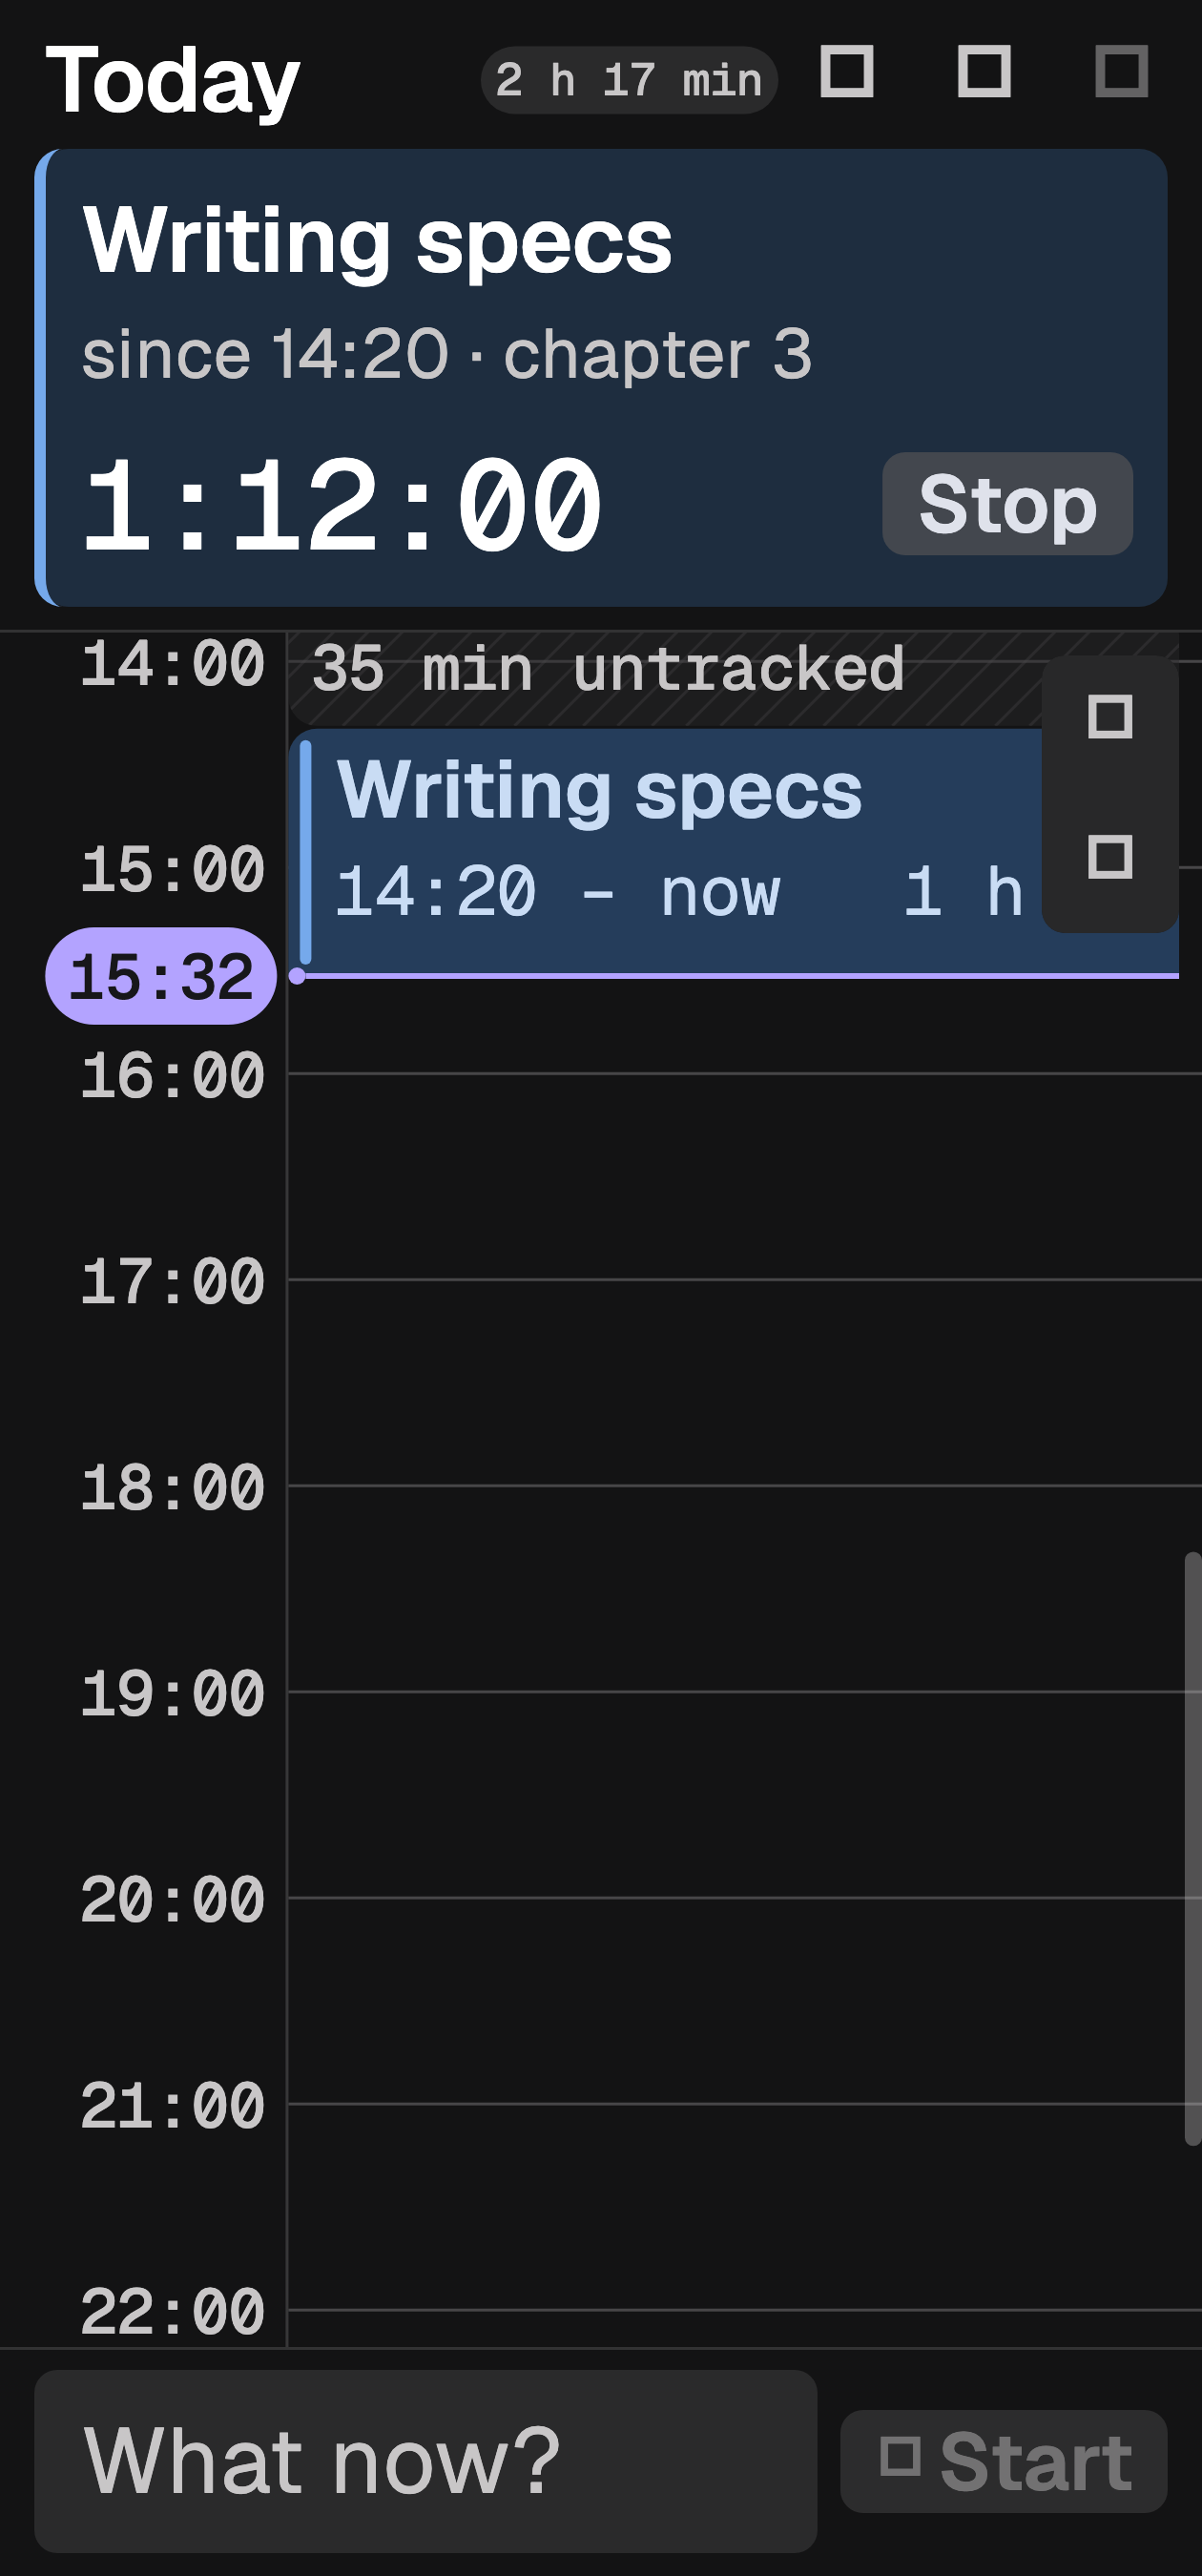 Today
2 h 17 min
Writing specs
since 14:20 · chapter 3
1:12:00
Stop
14:00
35 min untracked
Writing specs
14:20 – now 1 h
15:00
15:32
16:00
17:00
18:00
19:00
20:00
21:00
22:00
What now?
Start